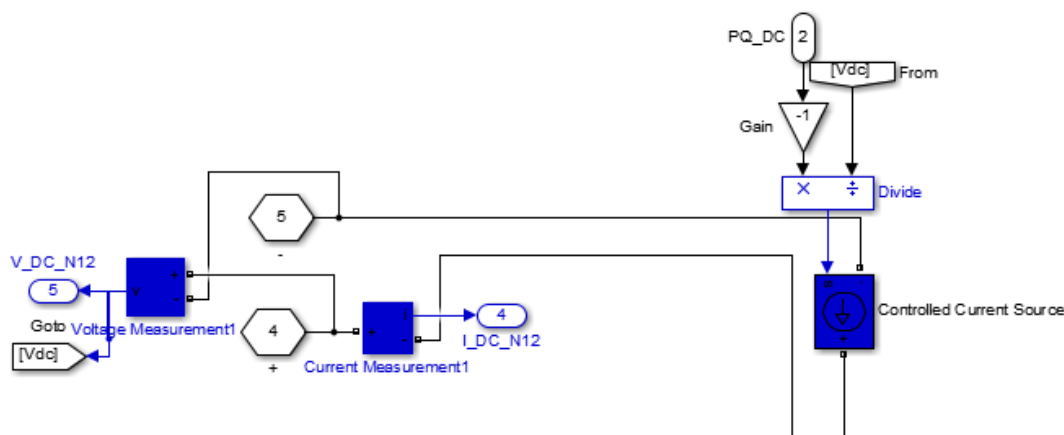 PQ_DC
2
[Vdc]
From
-1
Gain
×
÷
Divide
5
-
V_DC_N12
5
+
-
v
Voltage Measurement1
Goto
[Vdc]
4
+
+
i
-
Current Measurement1
4
I_DC_N12
-
s
Controlled Current Source
+